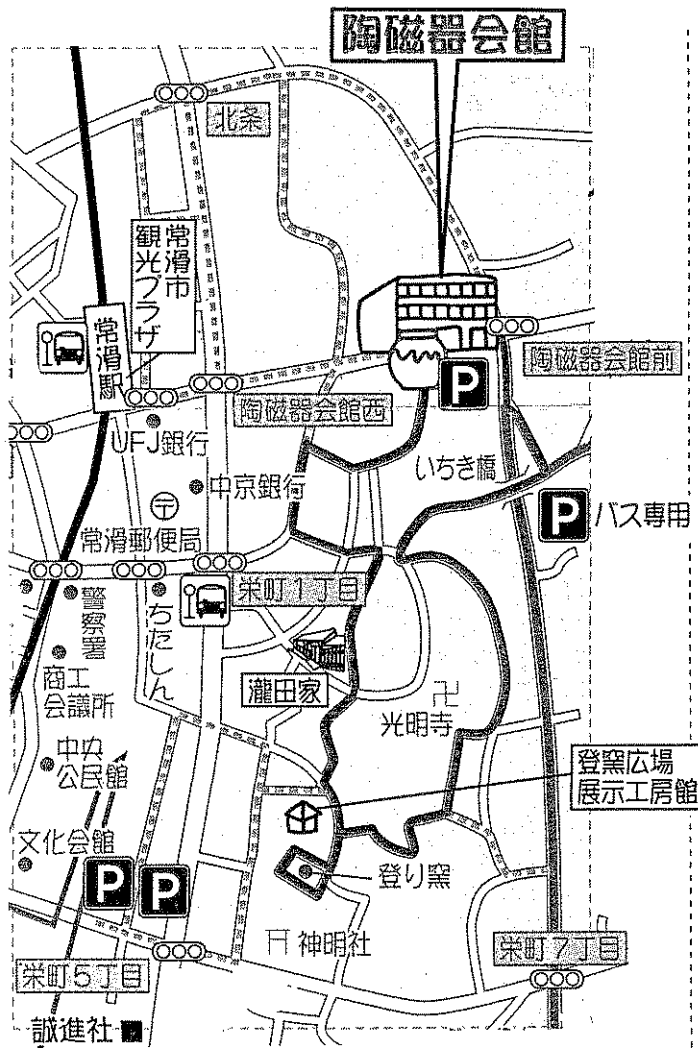 陶磁器会館
北条
常滑市
観光プラザ
常滑駅
陶磁器会館前
陶磁器会館西
P
UFJ銀行
いちき橋
中京銀行
P バス専用
〒
常滑郵便局
栄町1丁目
警察署
ちたしん
商工
会議所
瀧田家
卍
光明寺
中央
公民館
登窯広場
展示工房館
文化会館
P P
登り窯
神明社
栄町7丁目
栄町5丁目
誠進社